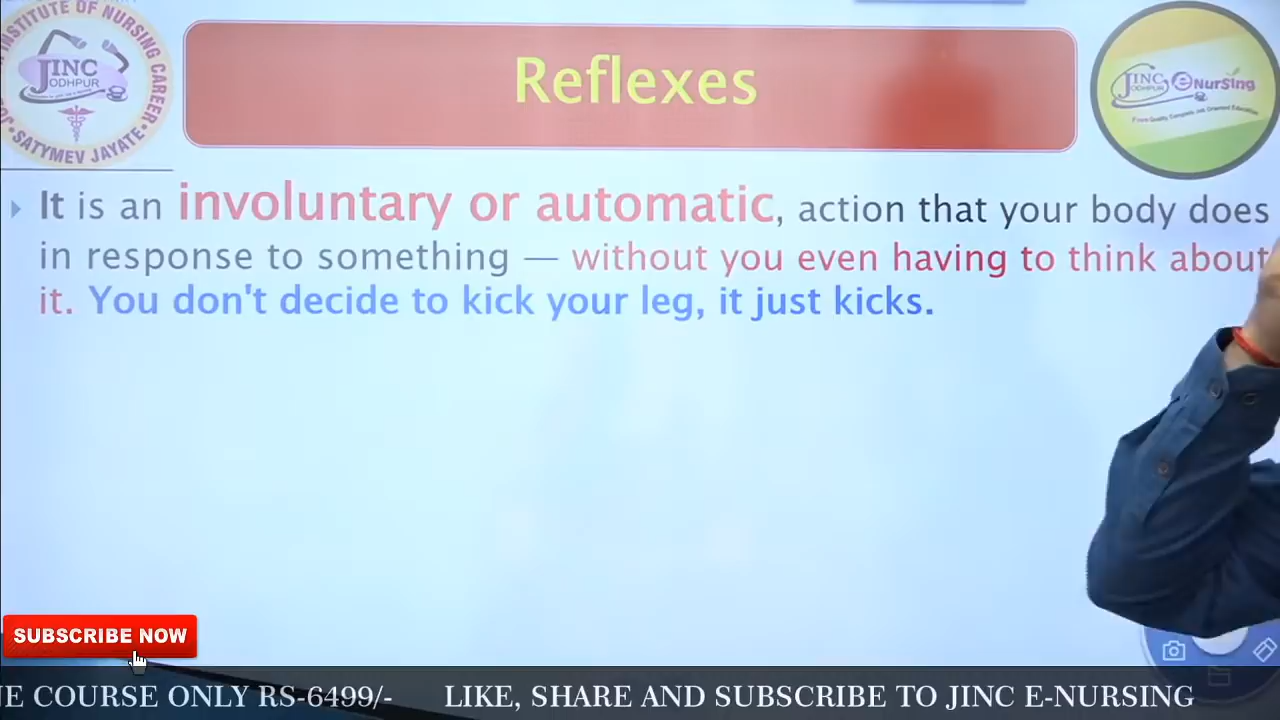 INSTITUTE OF NURSING CAREER
JINC
JODHPUR
SATYMEV JAYATE
Reflexes
JINC
JODHPUR
eNursing
It is an involuntary or automatic, action that your body does
in response to something — without you even having to think about
it. You don't decide to kick your leg, it just kicks.
SUBSCRIBE NOW
NE COURSE ONLY RS-6499/- LIKE, SHARE AND SUBSCRIBE TO JINC E-NURSING